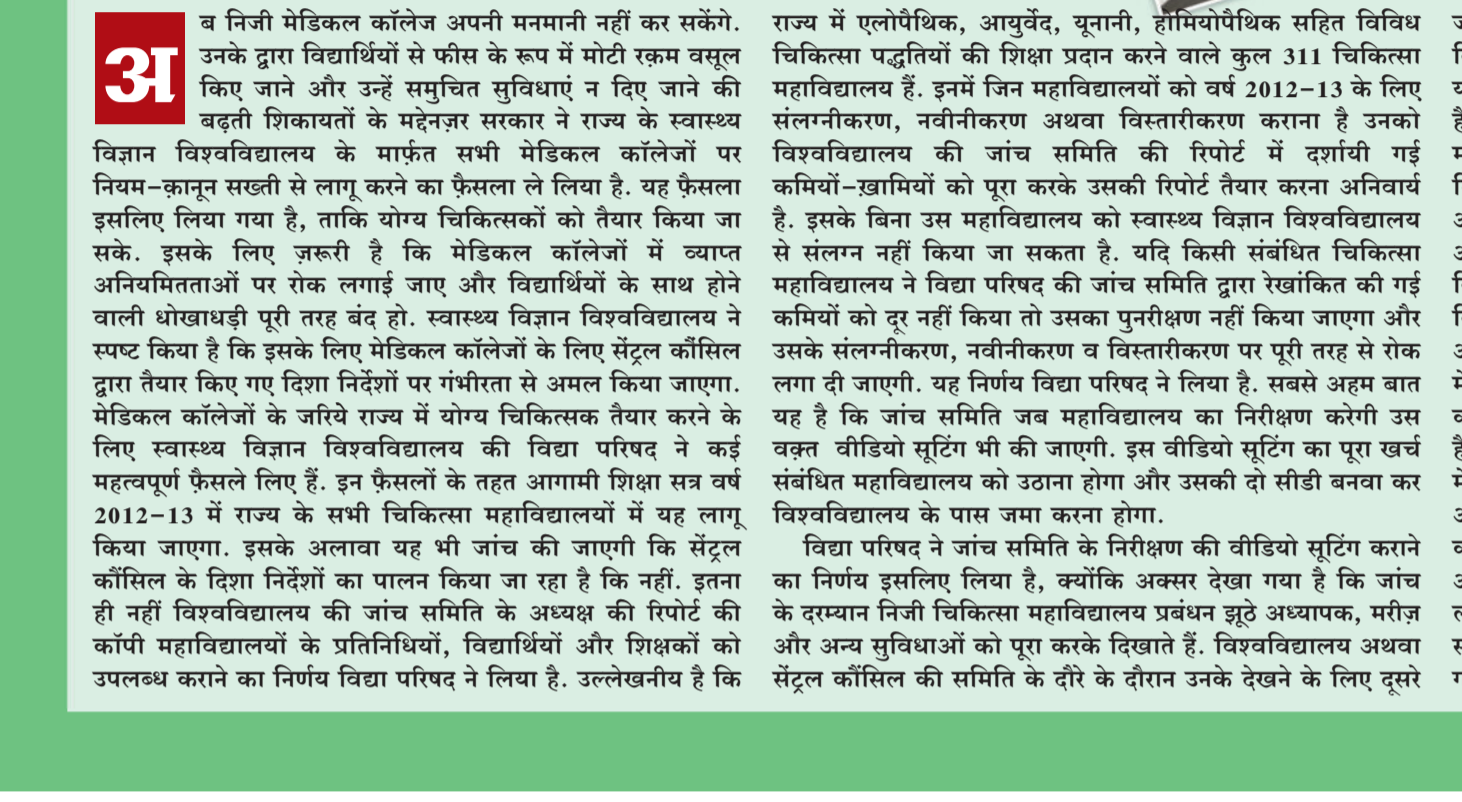 अब निजी मेडिकल कॉलेज अपनी मनमानी नहीं कर सकेंगे.
उनके द्वारा विद्यार्थियों से फीस के रूप में मोटी रक़म वसूल
किए जाने और उन्हें समुचित सुविधाएं न दिए जाने की
बढ़ती शिकायतों के मद्देनज़र सरकार ने राज्य के स्वास्थ्य
विज्ञान विश्वविद्यालय के मार्फ़त सभी मेडिकल कॉलेजों पर
नियम-क़ानून सख्ती से लागू करने का फ़ैसला ले लिया है. यह फ़ैसला
इसलिए लिया गया है, ताकि योग्य चिकित्सकों को तैयार किया जा
सके. इसके लिए ज़रूरी है कि मेडिकल कॉलेजों में व्याप्त
अनियमितताओं पर रोक लगाई जाए और विद्यार्थियों के साथ होने
वाली धोखाधड़ी पूरी तरह बंद हो. स्वास्थ्य विज्ञान विश्वविद्यालय ने
स्पष्ट किया है कि इसके लिए मेडिकल कॉलेजों के लिए सेंट्रल कौंसिल
द्वारा तैयार किए गए दिशा निर्देशों पर गंभीरता से अमल किया जाएगा.
मेडिकल कॉलेजों के जरिये राज्य में योग्य चिकित्सक तैयार करने के
लिए स्वास्थ्य विज्ञान विश्वविद्यालय की विद्या परिषद ने कई
महत्वपूर्ण फ़ैसले लिए हैं. इन फ़ैसलों के तहत आगामी शिक्षा सत्र वर्ष
2012-13 में राज्य के सभी चिकित्सा महाविद्यालयों में यह लागू
किया जाएगा. इसके अलावा यह भी जांच की जाएगी कि सेंट्रल
कौंसिल के दिशा निर्देशों का पालन किया जा रहा है कि नहीं. इतना
ही नहीं विश्वविद्यालय की जांच समिति के अध्यक्ष की रिपोर्ट की
कॉपी महाविद्यालयों के प्रतिनिधियों, विद्यार्थियों और शिक्षकों को
उपलब्ध कराने का निर्णय विद्या परिषद ने लिया है. उल्लेखनीय है कि
राज्य में एलोपैथिक, आयुर्वेद, यूनानी, होमियोपैथिक सहित विविध
चिकित्सा पद्धतियों की शिक्षा प्रदान करने वाले कुल 311 चिकित्सा
महाविद्यालय हैं. इनमें जिन महाविद्यालयों को वर्ष 2012-13 के लिए
संलग्नीकरण, नवीनीकरण अथवा विस्तारीकरण कराना है उनको
विश्वविद्यालय की जांच समिति की रिपोर्ट में दर्शायी गई
कमियों-ख़ामियों को पूरा करके उसकी रिपोर्ट तैयार करना अनिवार्य
है. इसके बिना उस महाविद्यालय को स्वास्थ्य विज्ञान विश्वविद्यालय
से संलग्न नहीं किया जा सकता है. यदि किसी संबंधित चिकित्सा
महाविद्यालय ने विद्या परिषद की जांच समिति द्वारा रेखांकित की गई
कमियों को दूर नहीं किया तो उसका पुनरीक्षण नहीं किया जाएगा और
उसके संलग्नीकरण, नवीनीकरण व विस्तारीकरण पर पूरी तरह से रोक
लगा दी जाएगी. यह निर्णय विद्या परिषद ने लिया है. सबसे अहम बात
यह है कि जांच समिति जब महाविद्यालय का निरीक्षण करेगी उस
वक़्त वीडियो सूटिंग भी की जाएगी. इस वीडियो सूटिंग का पूरा खर्च
संबंधित महाविद्यालय को उठाना होगा और उसकी दो सीडी बनवा कर
विश्वविद्यालय के पास जमा करना होगा.
विद्या परिषद ने जांच समिति के निरीक्षण की वीडियो सूटिंग कराने
का निर्णय इसलिए लिया है, क्योंकि अक्सर देखा गया है कि जांच
के दरम्यान निजी चिकित्सा महाविद्यालय प्रबंधन झूठे अध्यापक, मरीज़
और अन्य सुविधाओं को पूरा करके दिखाते हैं. विश्वविद्यालय अथवा
सेंट्रल कौंसिल की समिति के दौरे के दौरान उनके देखने के लिए दूसरे